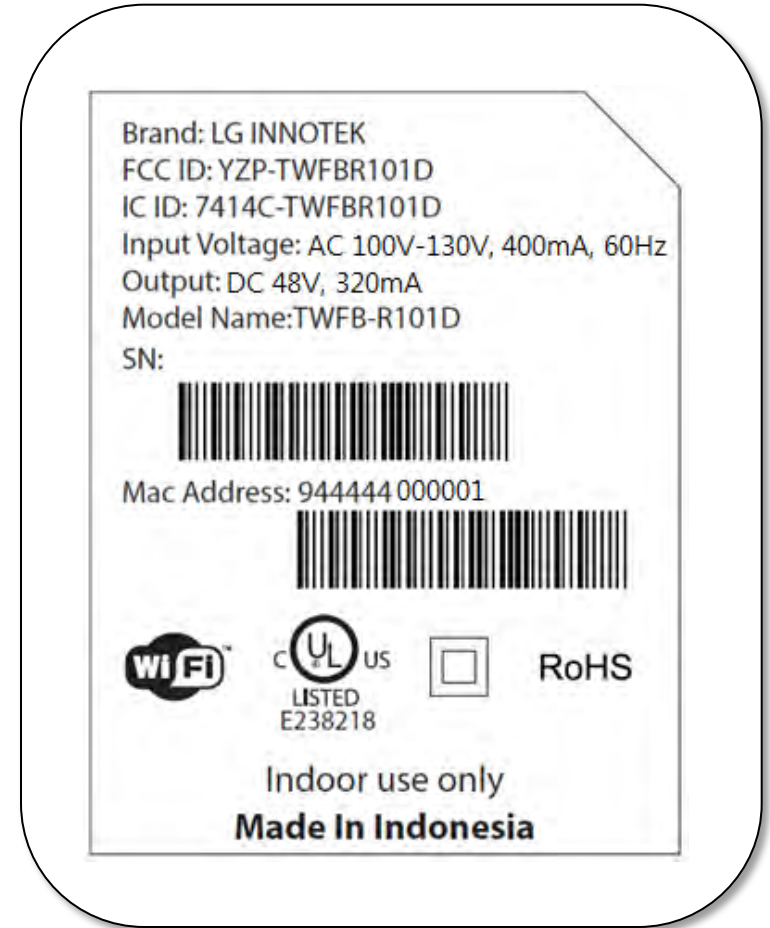 Brand: LG INNOTEK
FCC ID: YZP-TWFBR101D
IC ID: 7414C-TWFBR101D
Input Voltage: AC 100V-130V, 400mA, 60Hz
Output: DC 48V, 320mA
Model Name:TWFB-R101D
SN:
Mac Address: 944444 000001
Wi Fi™ C UL® US RoHS
LISTED
E238218
Indoor use only
Made In Indonesia